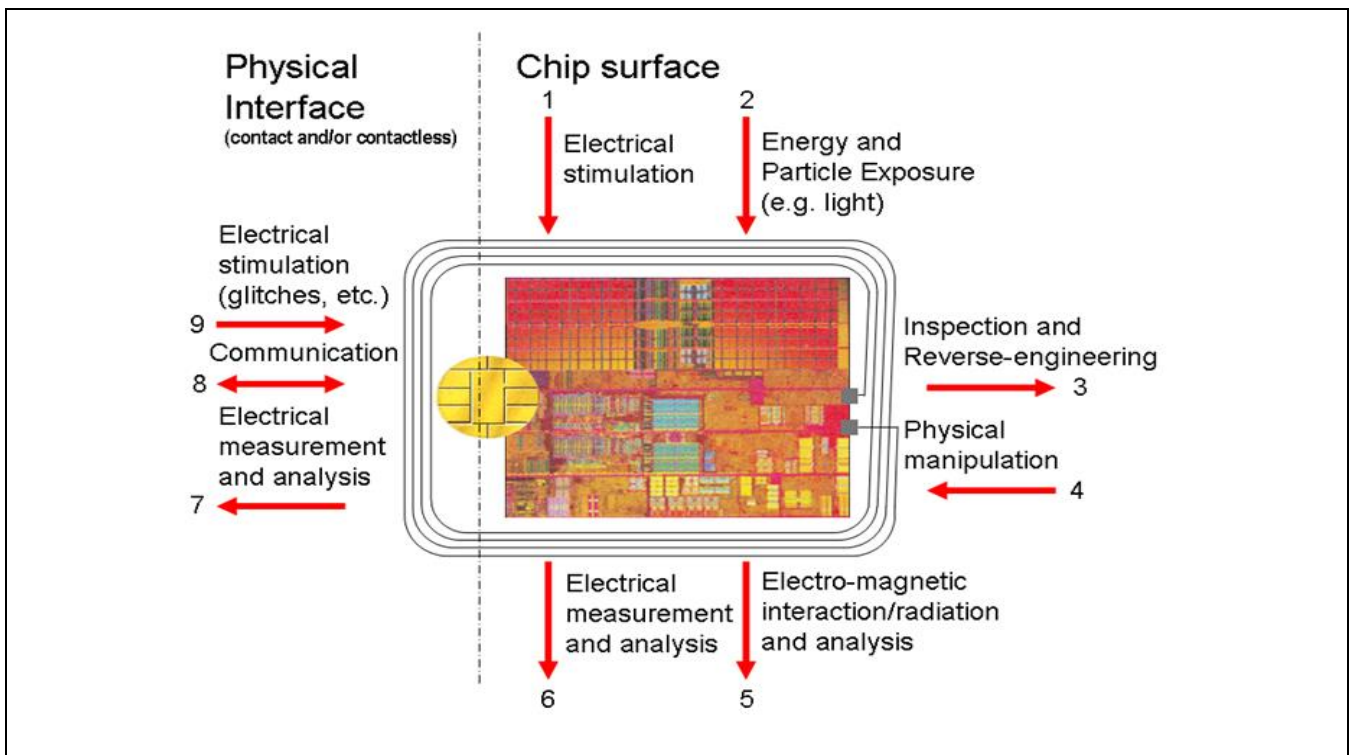 Physical
Interface
(contact and/or contactless)
Chip surface
1
Electrical
stimulation
2
Energy and
Particle Exposure
(e.g. light)
Electrical
stimulation
(glitches, etc.)
9
Communication
8
Electrical
measurement
and analysis
7
Inspection and
Reverse-engineering
3
Physical
manipulation
4
Electrical
measurement
and analysis
6
Electro-magnetic
interaction/radiation
and analysis
5